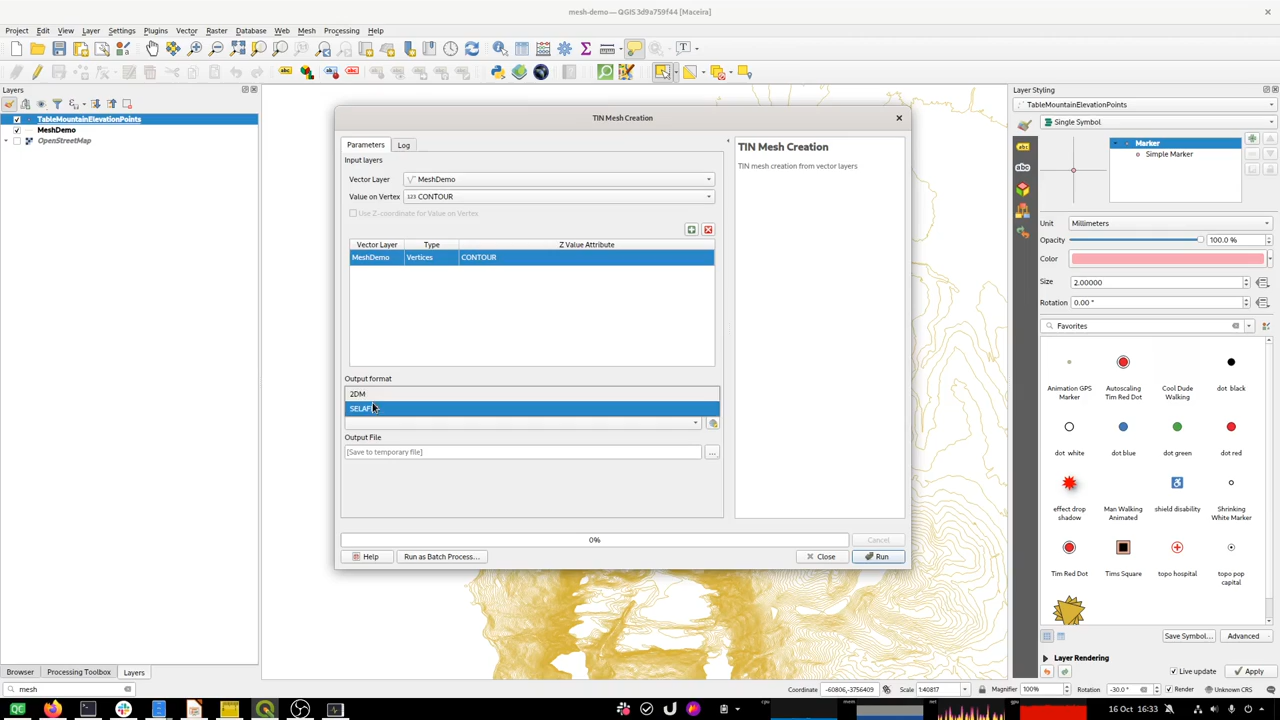 mesh-demo — QGIS 3d9a759f44 [Maceira]
Project Edit View Layer Settings Plugins Vector Raster Database Web Mesh Processing Help
Layers
TableMountainElevationPoints
MeshDemo
OpenStreetMap
TIN Mesh Creation
Parameters Log
Input layers
Vector Layer MeshDemo
Value on Vertex 123 CONTOUR
Use Z-coordinate for Value on Vertex
Vector Layer Type Z Value Attribute
MeshDemo Vertices CONTOUR
Output format
2DM
Output File
[Save to temporary file]
…
0%
Cancel
Help Run as Batch Process… Close Run
TIN Mesh Creation
TIN mesh creation from vector layers
Layer Styling
TableMountainElevationPoints
Single Symbol
Marker
Simple Marker
Unit Millimeters
Opacity 100.0 %
Color
Size 2.00000
Rotation 0.00 °
Favorites
Animation GPS Marker
Autoscaling Tim Red Dot
Cool Dude Walking
dot black
dot white
dot blue
dot green
dot red
effect drop shadow
Man Walking Animated
shield disability
Shrinking White Marker
Tim Red Dot
Tims Square
topo hospital
topo pop capital
Save Symbol… Advanced
Layer Rendering
Live update Apply
Browser Processing Toolbox Layers
mesh
Coordinate -60806,-3756409 Scale 1:40817 Magnifier 100% Rotation -30.0 ° Render Unknown CRS
16 Oct 16:33